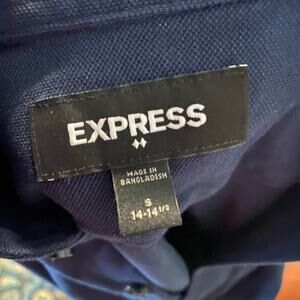 EXPRESS
MADE IN
BANGLADESH
S
14-14 1/2